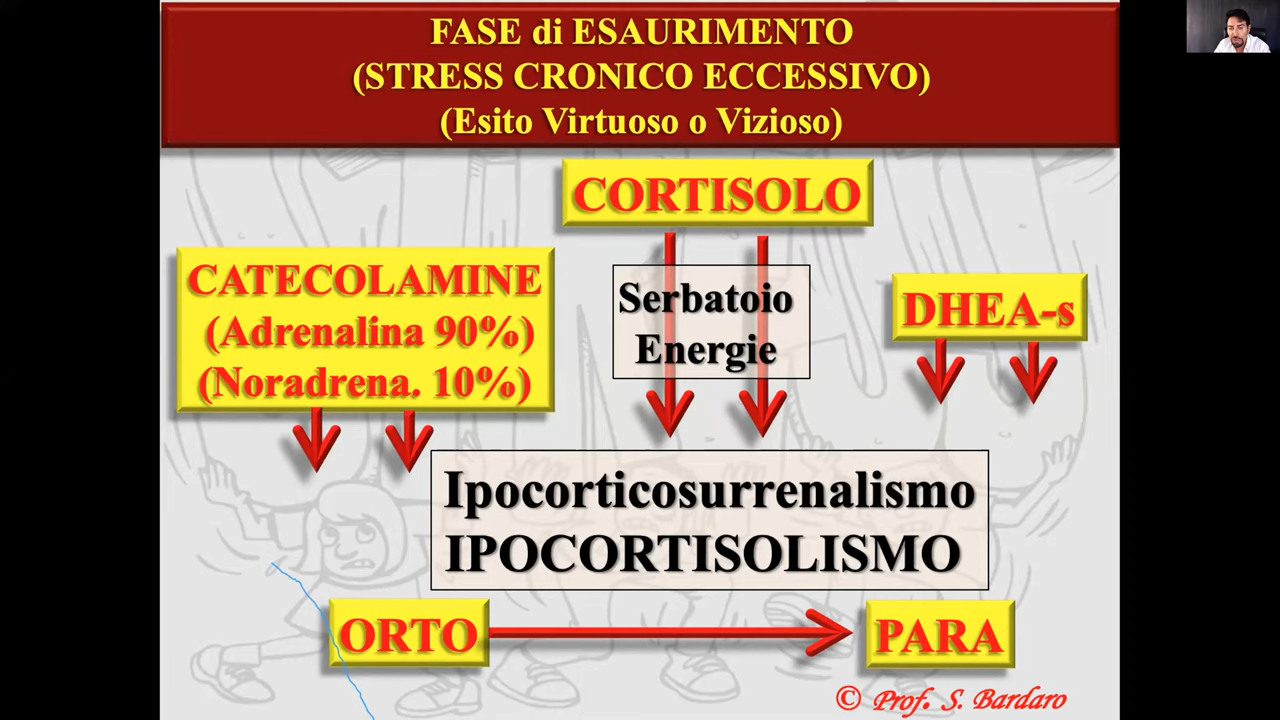 FASE di ESAURIMENTO
(STRESS CRONICO ECCESSIVO)
(Esito Virtuoso o Vizioso)
CORTISOLO
CATECOLAMINE
(Adrenalina 90%)
(Noradrena. 10%)
Serbatoio
Energie
DHEA-s
Ipocorticosurrenalismo
IPOCORTISOLISMO
ORTO
PARA
© Prof. S. Bardaro